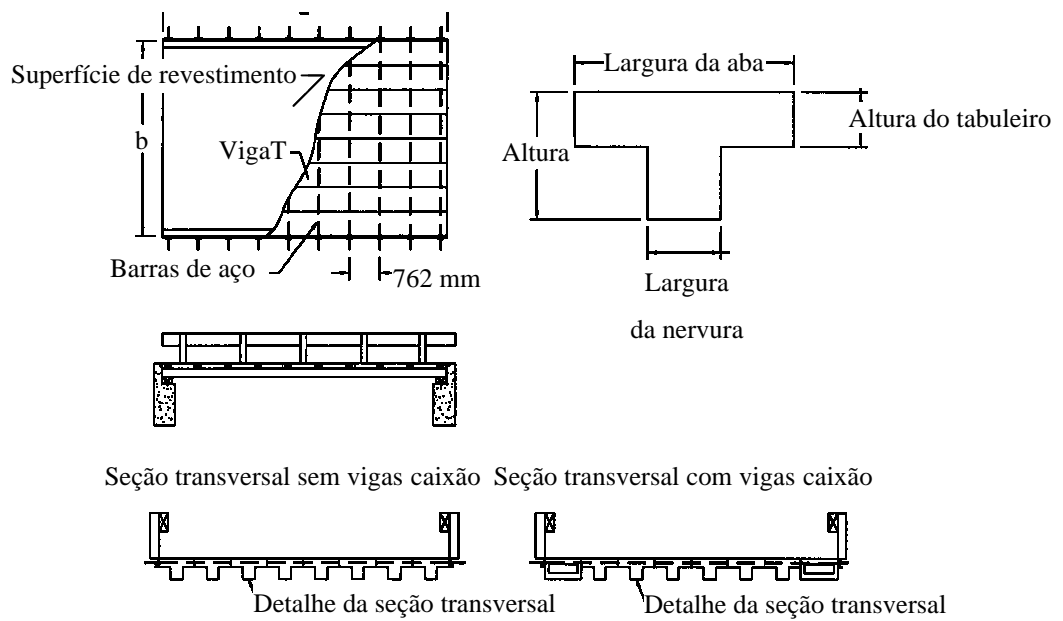 Superfície de revestimento
b
VigaT
Barras de aço
762 mm
Largura da aba
Altura do tabuleiro
Altura
Largura
da nervura
Seção transversal sem vigas caixão
Seção transversal com vigas caixão
Detalhe da seção transversal
Detalhe da seção transversal